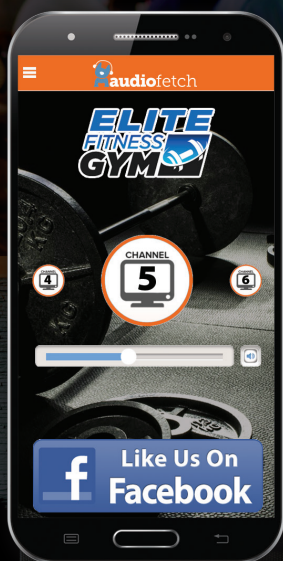 audiofetch
ELITE
FITNESS
GYM
CHANNEL
4
CHANNEL
5
CHANNEL
6
f Like Us On
Facebook